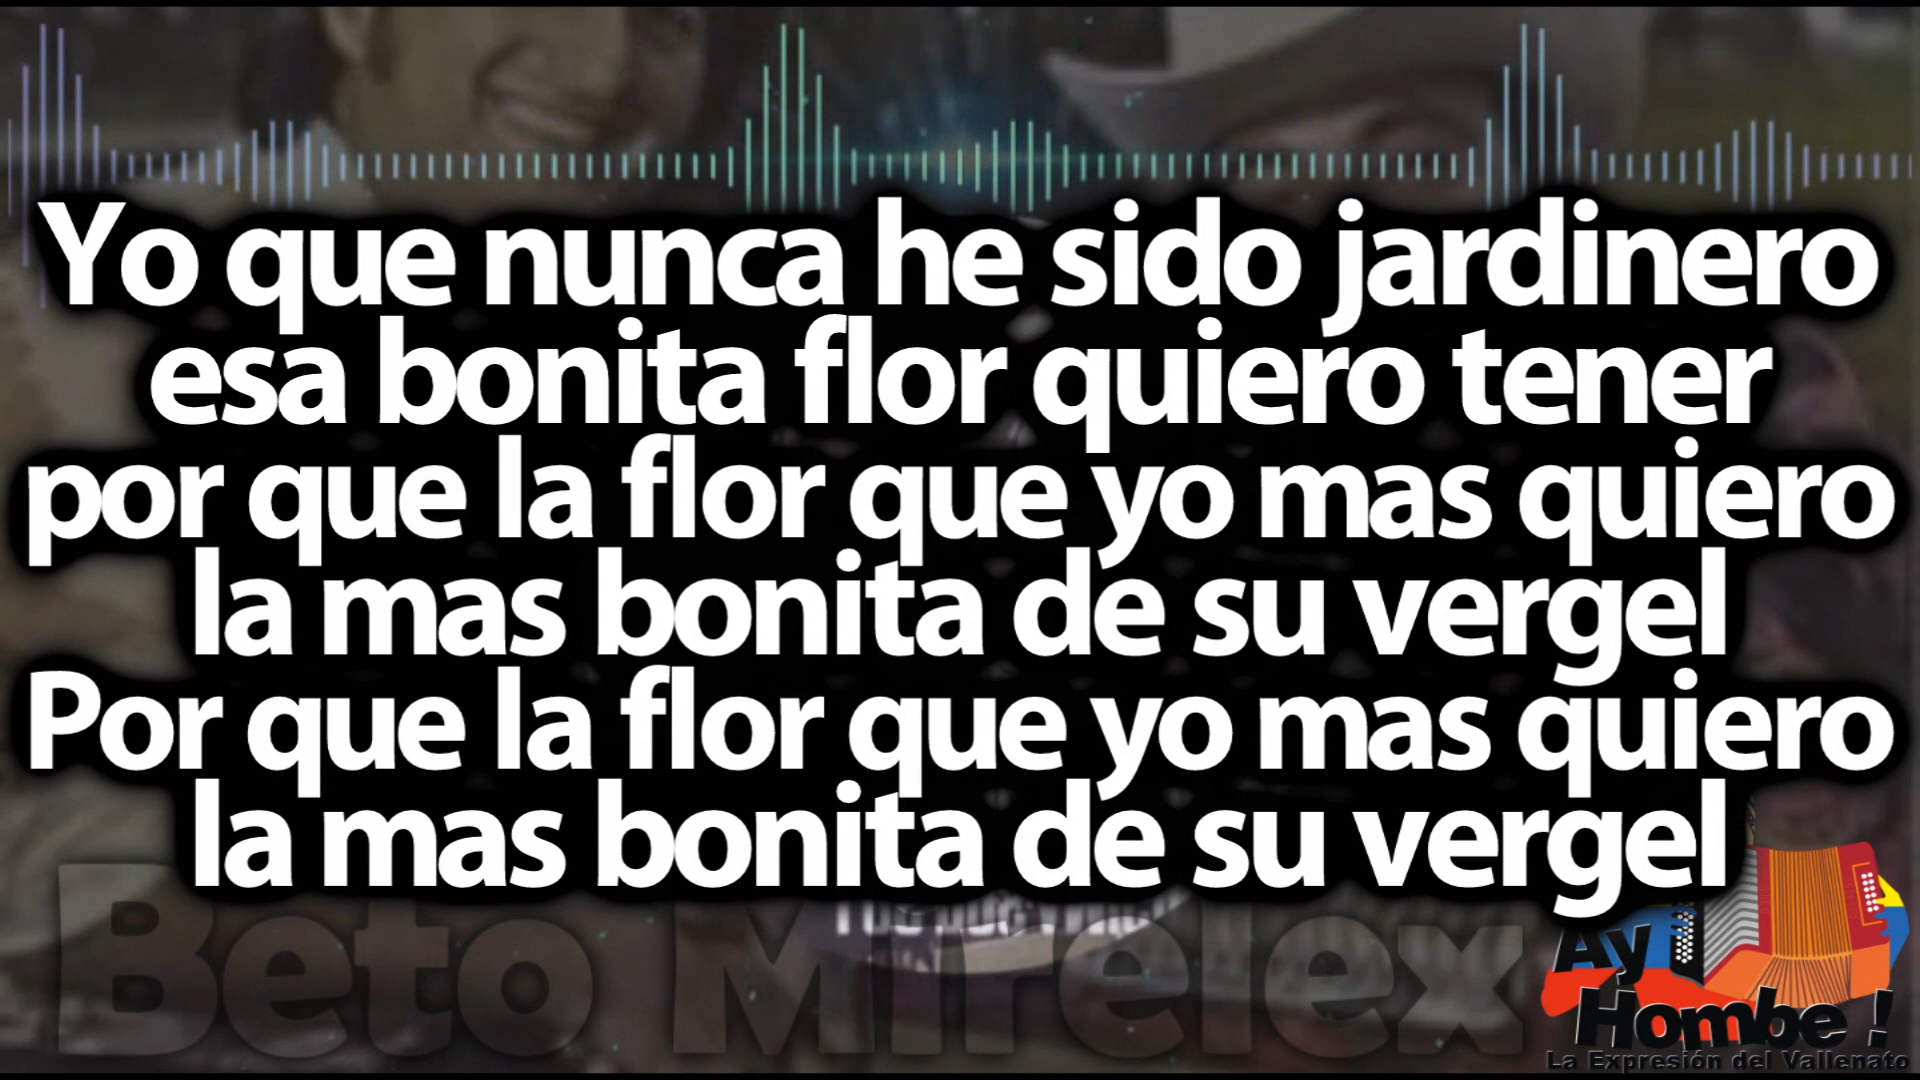 Yo que nunca he sido jardinero
esa bonita flor quiero tener
por que la flor que yo mas quiero
la mas bonita de su vergel
Por que la flor que yo mas quiero
la mas bonita de su vergel
Beto Mirelex
Ay
Hombe !
La Expresión del Vallenato